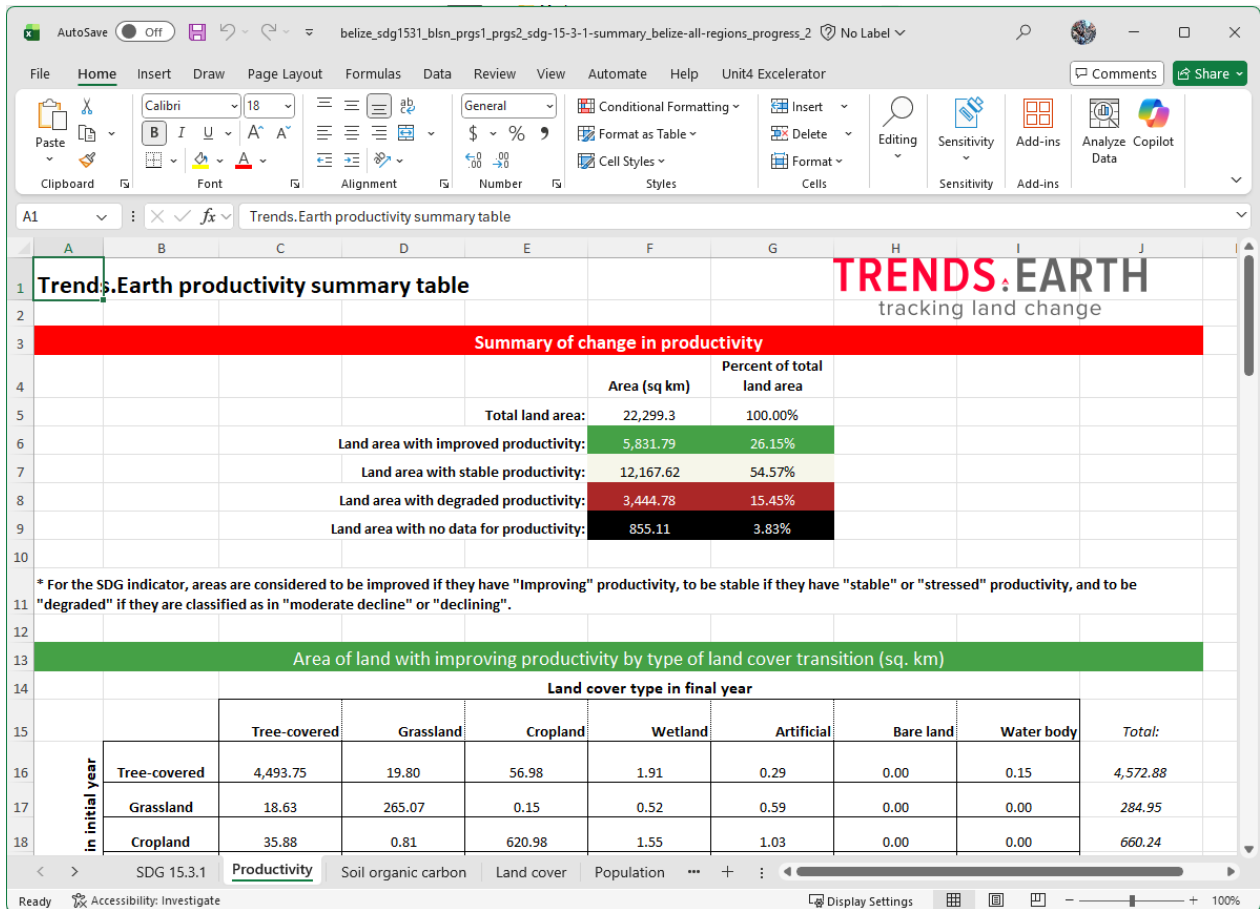 AutoSave Off belize_sdg1531_blsn_prgs1_prgs2_sdg-15-3-1-summary_belize-all-regions_progress_2 No Label
File Home Insert Draw Page Layout Formulas Data Review View Automate Help Unit4 Excelerator Comments Share
Paste
Clipboard
Calibri 18
B I U
Font
ab
Alignment
General
$ %
Number
Conditional Formatting
Format as Table
Cell Styles
Styles
Insert
Delete
Format
Cells
Editing
Sensitivity
Sensitivity
Add-ins
Add-ins
Analyze Data
Copilot
A1 fx Trends.Earth productivity summary table
A B C D E F G H I J
1 Trends.Earth productivity summary table
TRENDS.EARTH
tracking land change
2
3 Summary of change in productivity
4 Area (sq km) Percent of total land area
5 Total land area: 22,299.3 100.00%
6 Land area with improved productivity: 5,831.79 26.15%
7 Land area with stable productivity: 12,167.62 54.57%
8 Land area with degraded productivity: 3,444.78 15.45%
9 Land area with no data for productivity: 855.11 3.83%
10
* For the SDG indicator, areas are considered to be improved if they have "Improving" productivity, to be stable if they have "stable" or "stressed" productivity, and to be
11 "degraded" if they are classified as in "moderate decline" or "declining".
12
13 Area of land with improving productivity by type of land cover transition (sq. km)
14 Land cover type in final year
15 Tree-covered Grassland Cropland Wetland Artificial Bare land Water body Total:
in initial year
16 Tree-covered 4,493.75 19.80 56.98 1.91 0.29 0.00 0.15 4,572.88
17 Grassland 18.63 265.07 0.15 0.52 0.59 0.00 0.00 284.95
18 Cropland 35.88 0.81 620.98 1.55 1.03 0.00 0.00 660.24
SDG 15.3.1 Productivity Soil organic carbon Land cover Population
Ready Accessibility: Investigate Display Settings 100%